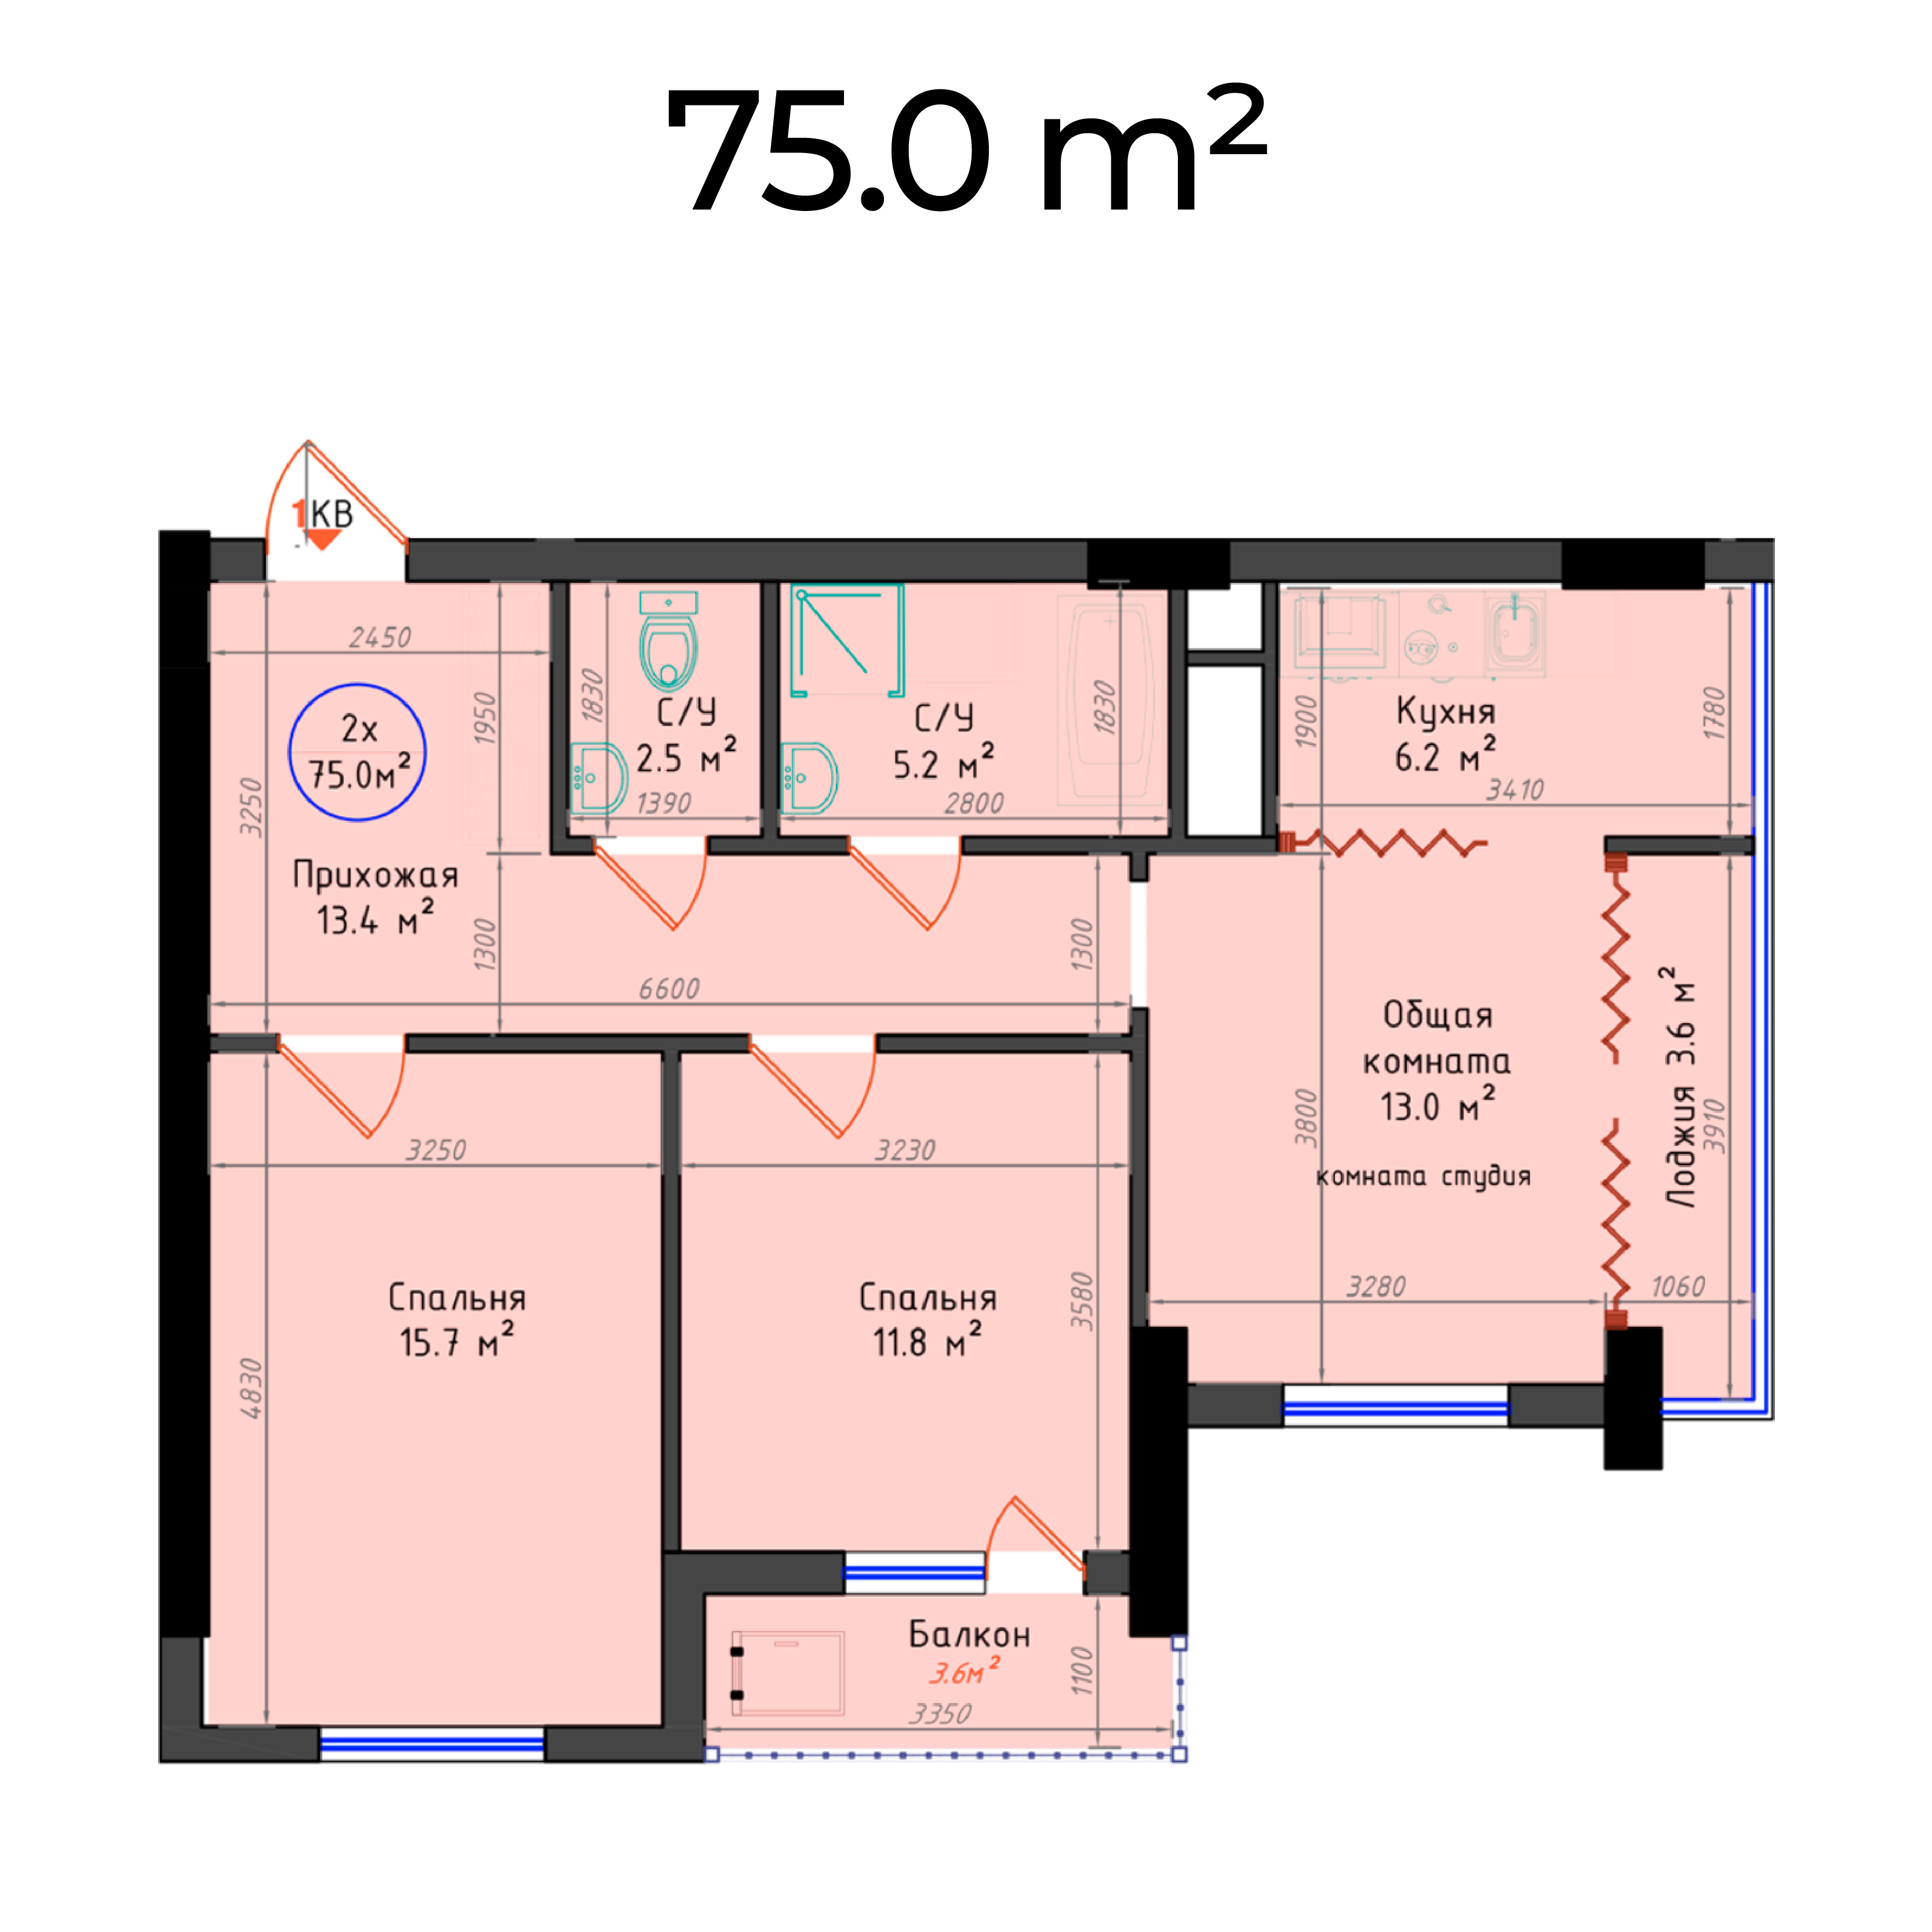 75.0 m²
1КВ
2450
3250
1950
2х
75.0м²
Прихожая
13.4 м²
1300
6600
1830
С/У
2.5 м²
1390
С/У
5.2 м²
2800
1830
1300
1900
Кухня
6.2 м²
3410
1780
Общая
комната
13.0 м²
комната студия
3800
3280
Лоджия 3.6 м²
3910
1060
3250
Спальня
15.7 м²
4830
3230
Спальня
11.8 м²
3580
Балкон
3.6м²
3350
1100